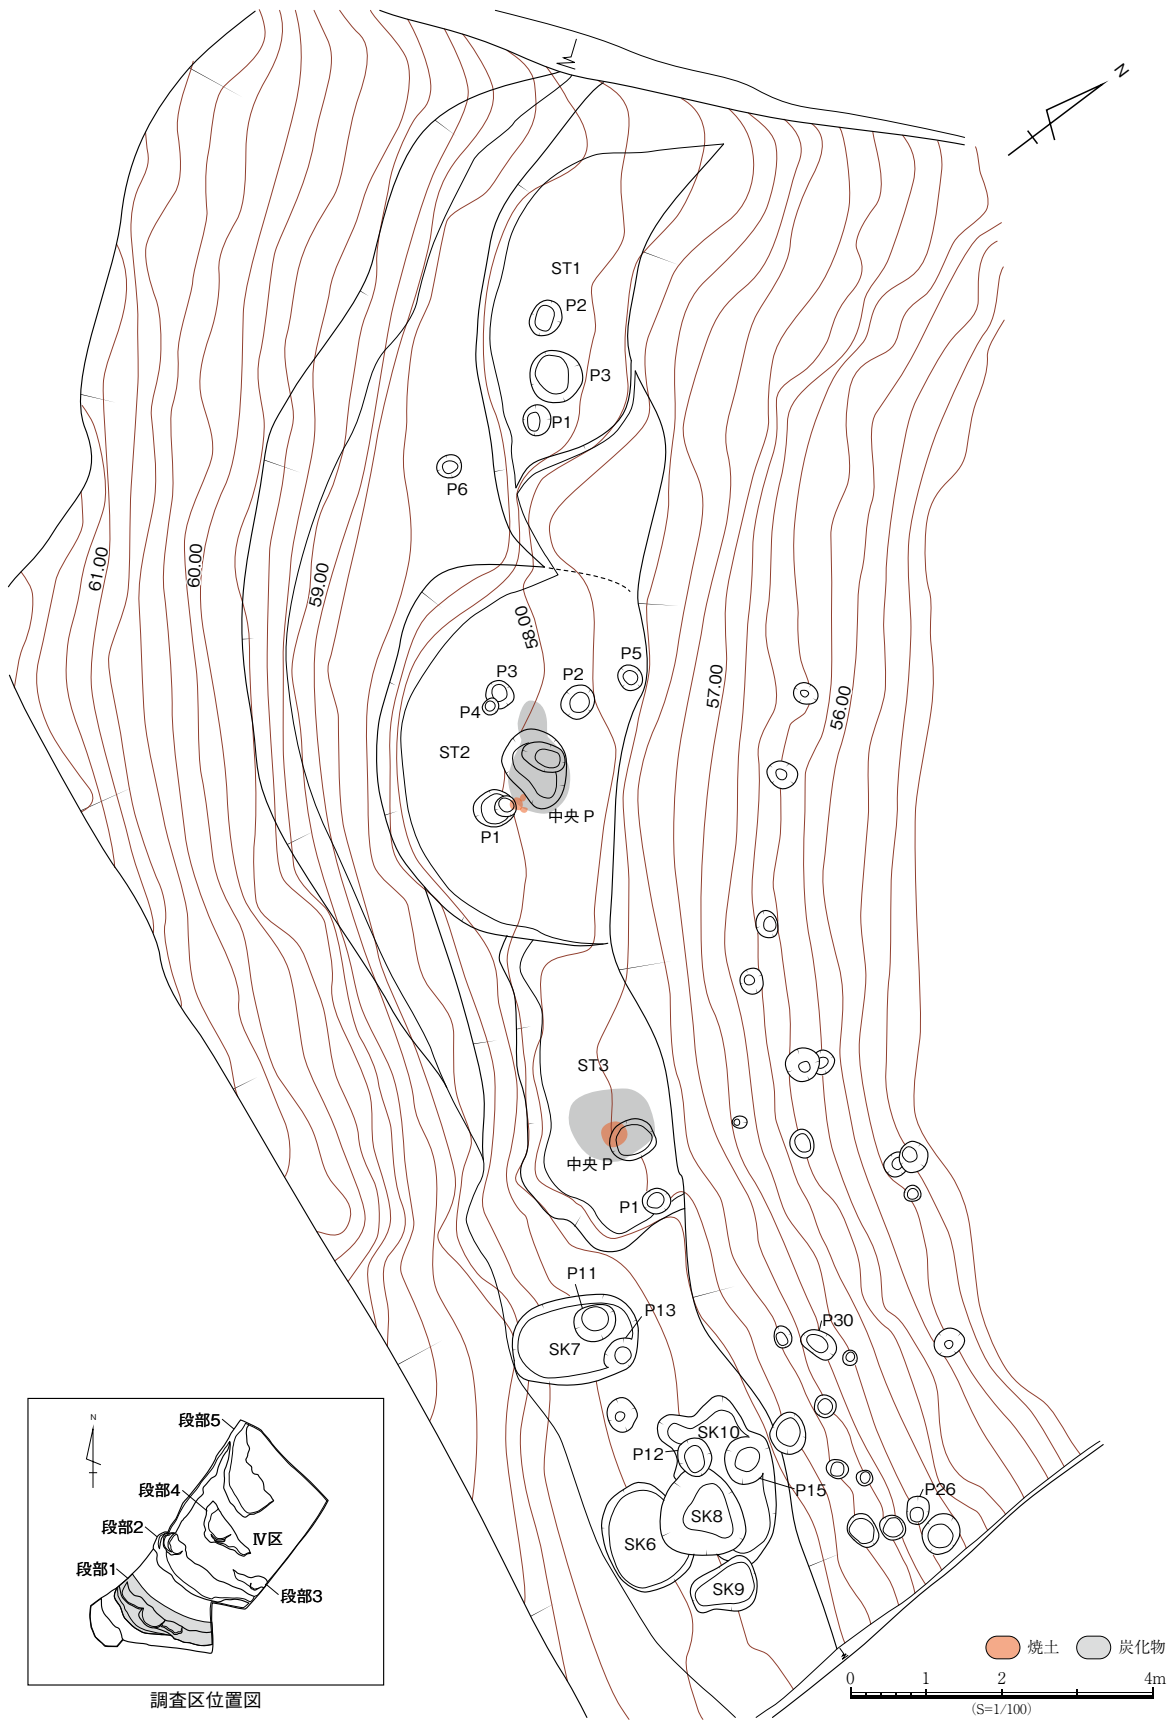 N
ST1
P2
P3
P1
P6
61.00
60.00
59.00
58.00
57.00
56.00
P5
P3
P2
P4
ST2
中央 P
P1
ST3
中央 P
P1
P11
P13
SK7
P30
SK10
P12
P15
P26
SK8
SK6
SK9
N
段部5
段部4
段部2
Ⅳ区
段部1
段部3
調査区位置図
焼土 炭化物
0 1 2 4m
(S=1/100)